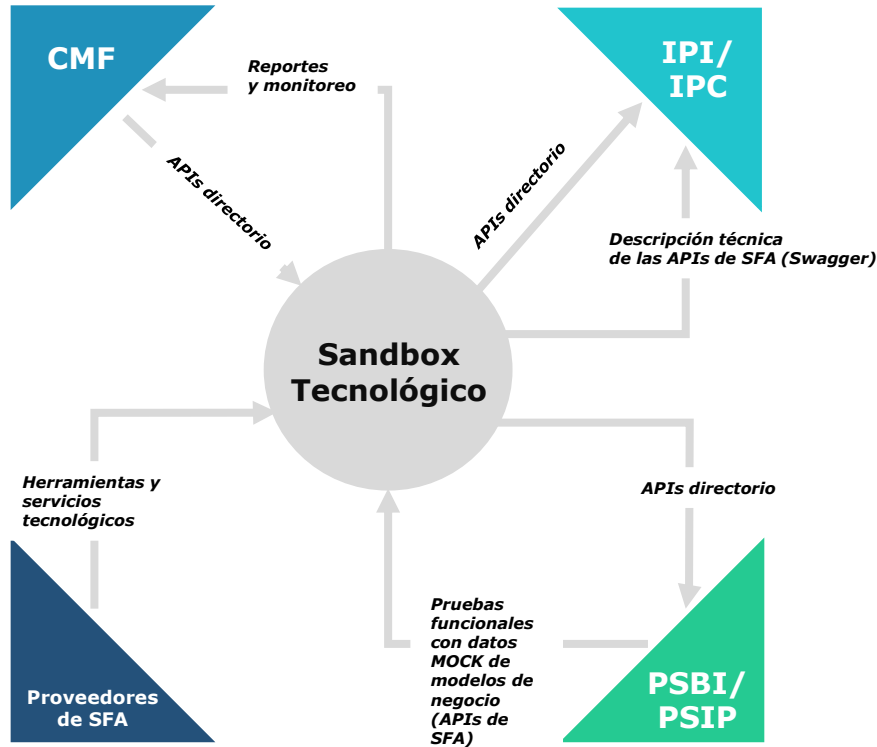 CMF
Reportes
y monitoreo
IPI/
IPC
APIs directorio
APIs directorio
Descripción técnica
de las APIs de SFA (Swagger)
Sandbox
Tecnológico
Herramientas y
servicios
tecnológicos
APIs directorio
Pruebas
funcionales
con datos
MOCK de
modelos de
negocio
(APIs de
SFA)
Proveedores
de SFA
PSBI/
PSIP